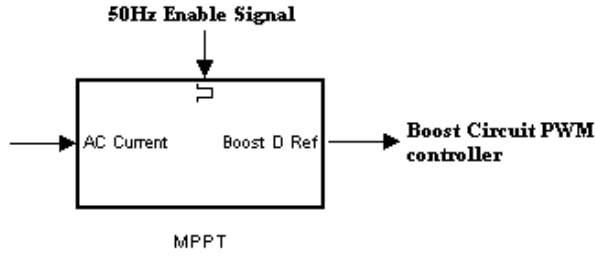 50Hz Enable Signal
AC Current
Boost D Ref
Boost Circuit PWM
controller
MPPT